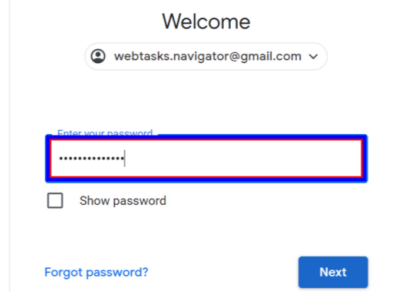 Welcome
webtasks.navigator@gmail.com
Enter your password
••••••••••••••
Show password
Forgot password?
Next